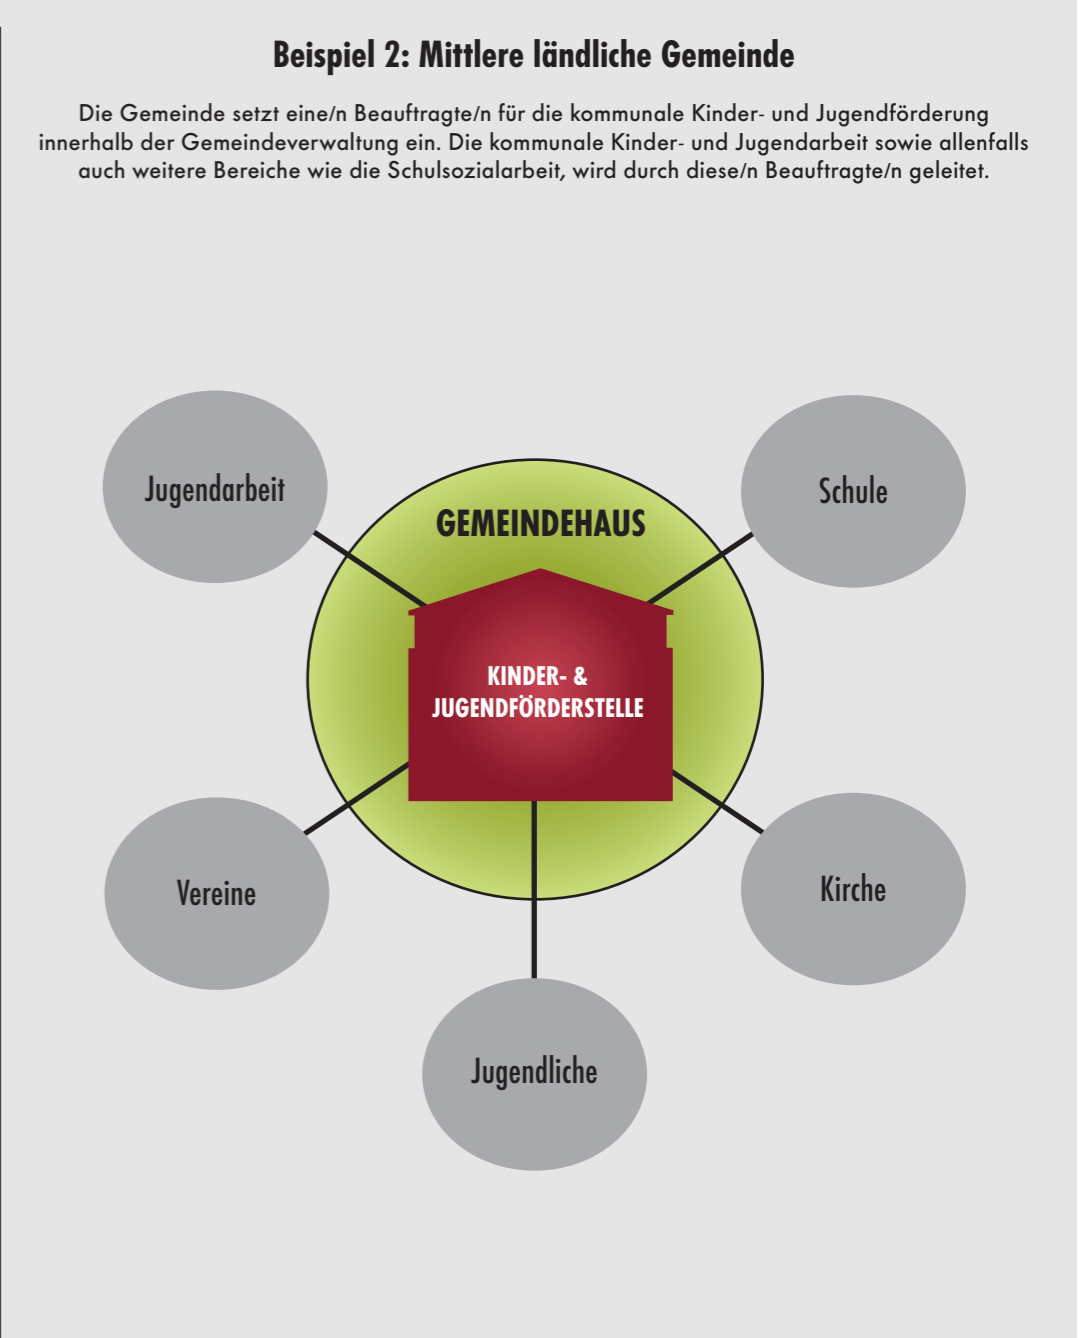 Beispiel 2: Mittlere ländliche Gemeinde
Die Gemeinde setzt eine/n Beauftragte/n für die kommunale Kinder- und Jugendförderung
innerhalb der Gemeindeverwaltung ein. Die kommunale Kinder- und Jugendarbeit sowie allenfalls
auch weitere Bereiche wie die Schulsozialarbeit, wird durch diese/n Beauftragte/n geleitet.
Jugendarbeit
Schule
GEMEINDEHAUS
KINDER- &
JUGENDFÖRDERSTELLE
Vereine
Kirche
Jugendliche